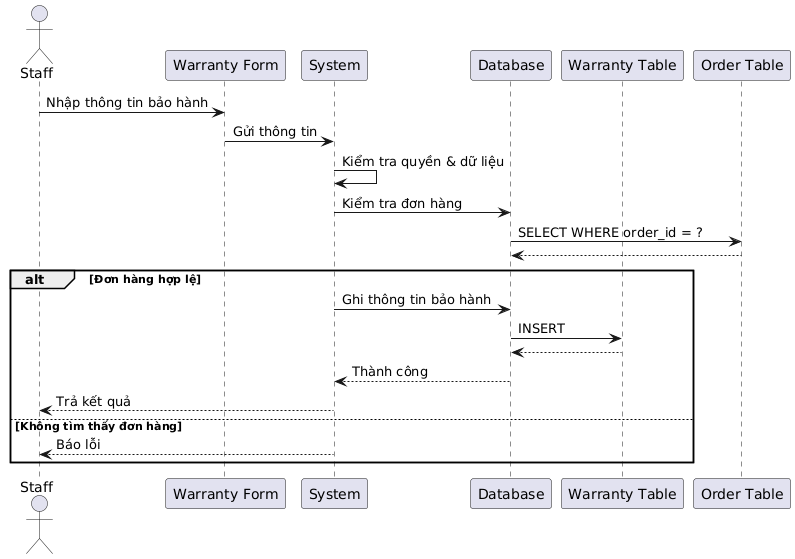 Staff
Warranty Form
System
Database
Warranty Table
Order Table
Nhập thông tin bảo hành
Gửi thông tin
Kiểm tra quyền & dữ liệu
Kiểm tra đơn hàng
SELECT WHERE order_id = ?
alt
[Đơn hàng hợp lệ]
Ghi thông tin bảo hành
INSERT
Thành công
Trả kết quả
[Không tìm thấy đơn hàng]
Báo lỗi
Staff
Warranty Form
System
Database
Warranty Table
Order Table